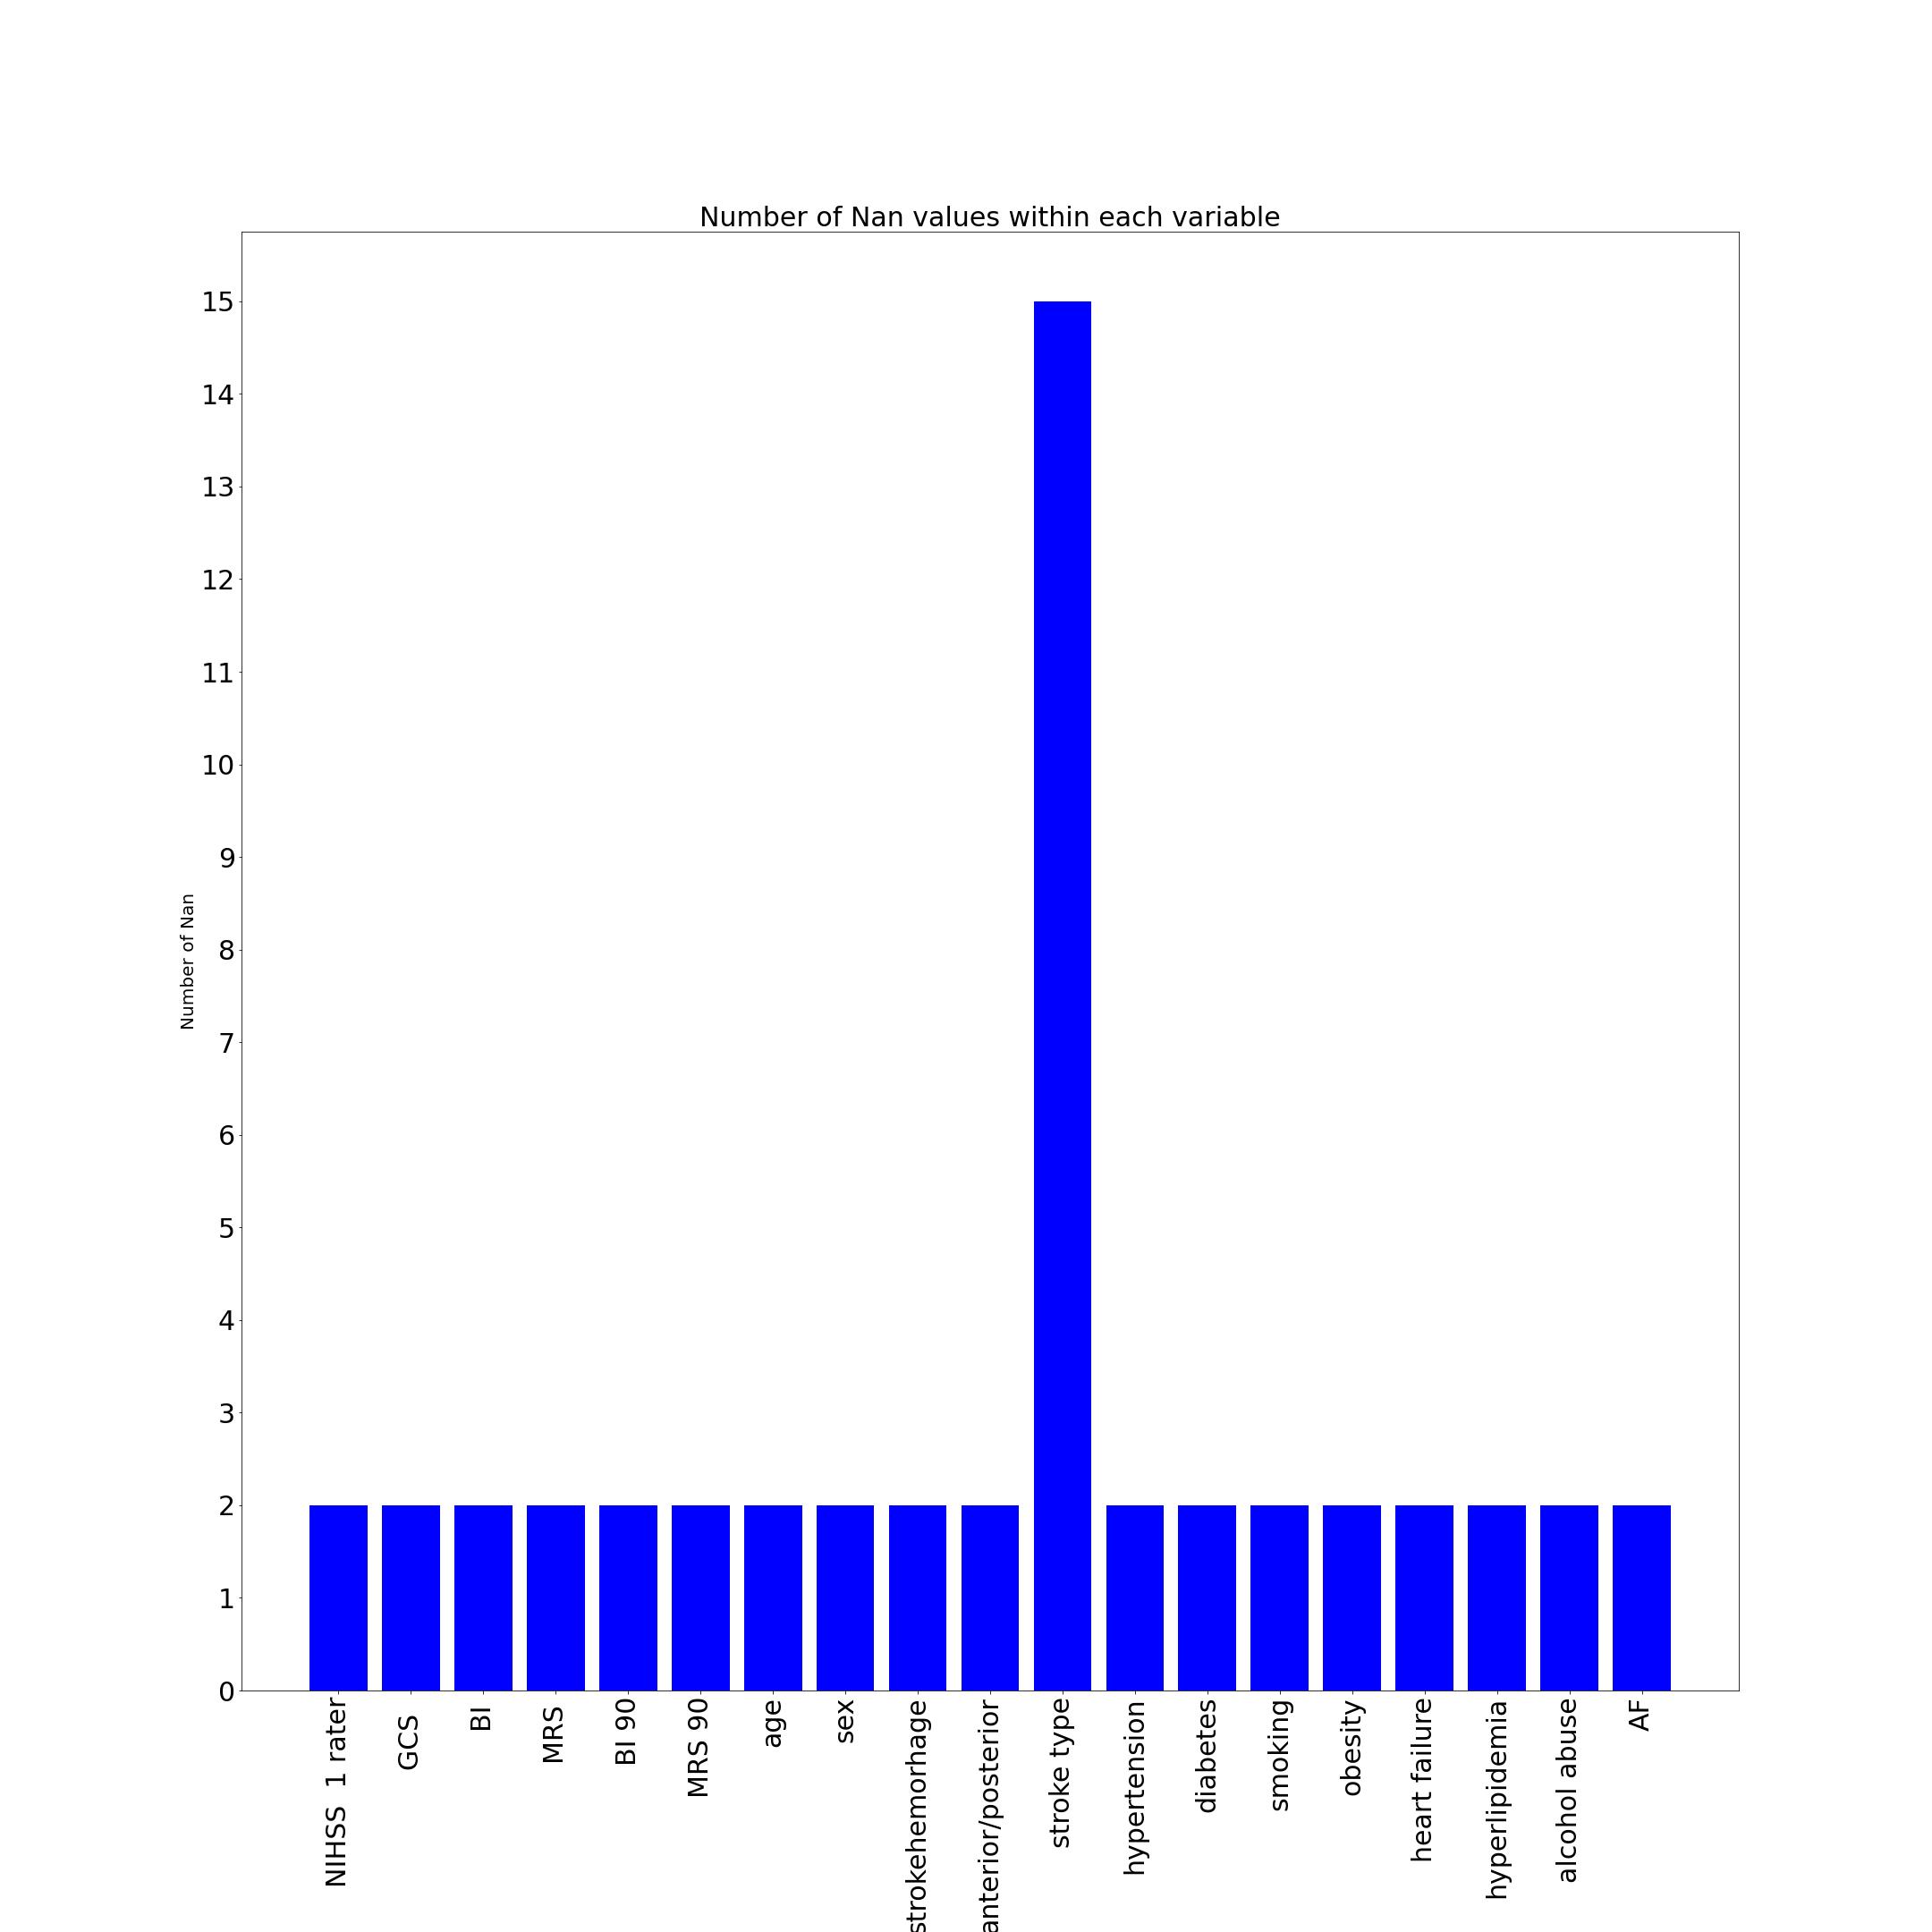 Number of Nan values within each variable
15
14
13
12
11
10
9
8
7
6
5
4
3
2
1
0
Number of Nan
NIHSS  1 rater
GCS
BI
MRS
BI 90
MRS 90
age
sex
strokehemorrhage
anterior/posterior
stroke type
hypertension
diabetes
smoking
obesity
heart failure
hyperlipidemia
alcohol abuse
AF